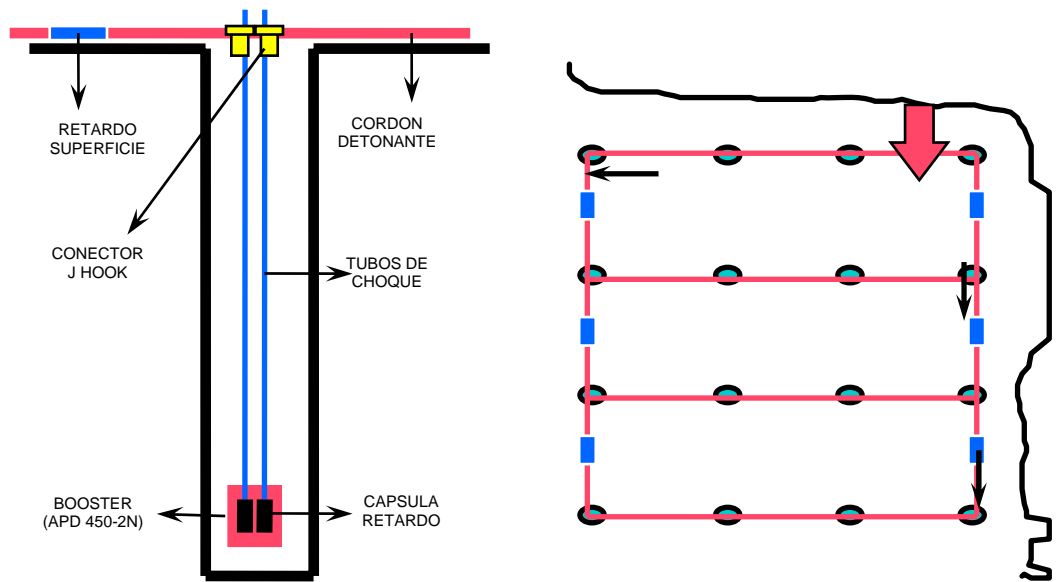 RETARDO
SUPERFICIE
CORDON
DETONANTE
CONECTOR
J HOOK
TUBOS DE
CHOQUE
BOOSTER
(APD 450-2N)
CAPSULA
RETARDO